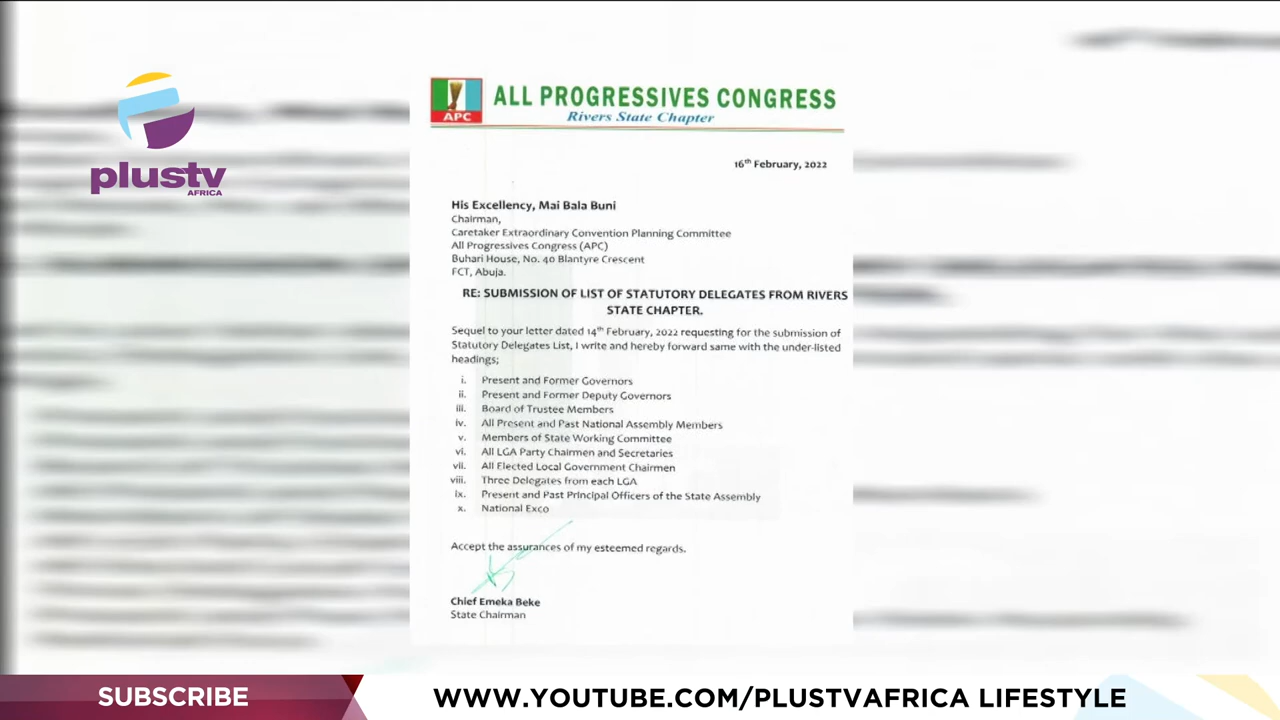 plustv
AFRICA
APC
ALL PROGRESSIVES CONGRESS
Rivers State Chapter
16th February, 2022
His Excellency, Mai Bala Buni
Chairman,
Caretaker Extraordinary Convention Planning Committee
All Progressives Congress (APC)
Buhari House, No. 40 Blantyre Crescent
FCT, Abuja.
RE: SUBMISSION OF LIST OF STATUTORY DELEGATES FROM RIVERS
STATE CHAPTER.
Sequel to your letter dated 14th February, 2022 requesting for the submission of
Statutory Delegates List, I write and hereby forward same with the under-listed
headings;
i. Present and Former Governors
ii. Present and Former Deputy Governors
iii. Board of Trustee Members
iv. All Present and Past National Assembly Members
v. Members of State Working Committee
vi. All LGA Party Chairmen and Secretaries
vii. All Elected Local Government Chairmen
viii. Three Delegates from each LGA
ix. Present and Past Principal Officers of the State Assembly
x. National Exco
Accept the assurances of my esteemed regards.
Chief Emeka Beke
State Chairman
SUBSCRIBE
WWW.YOUTUBE.COM/PLUSTVAFRICA LIFESTYLE